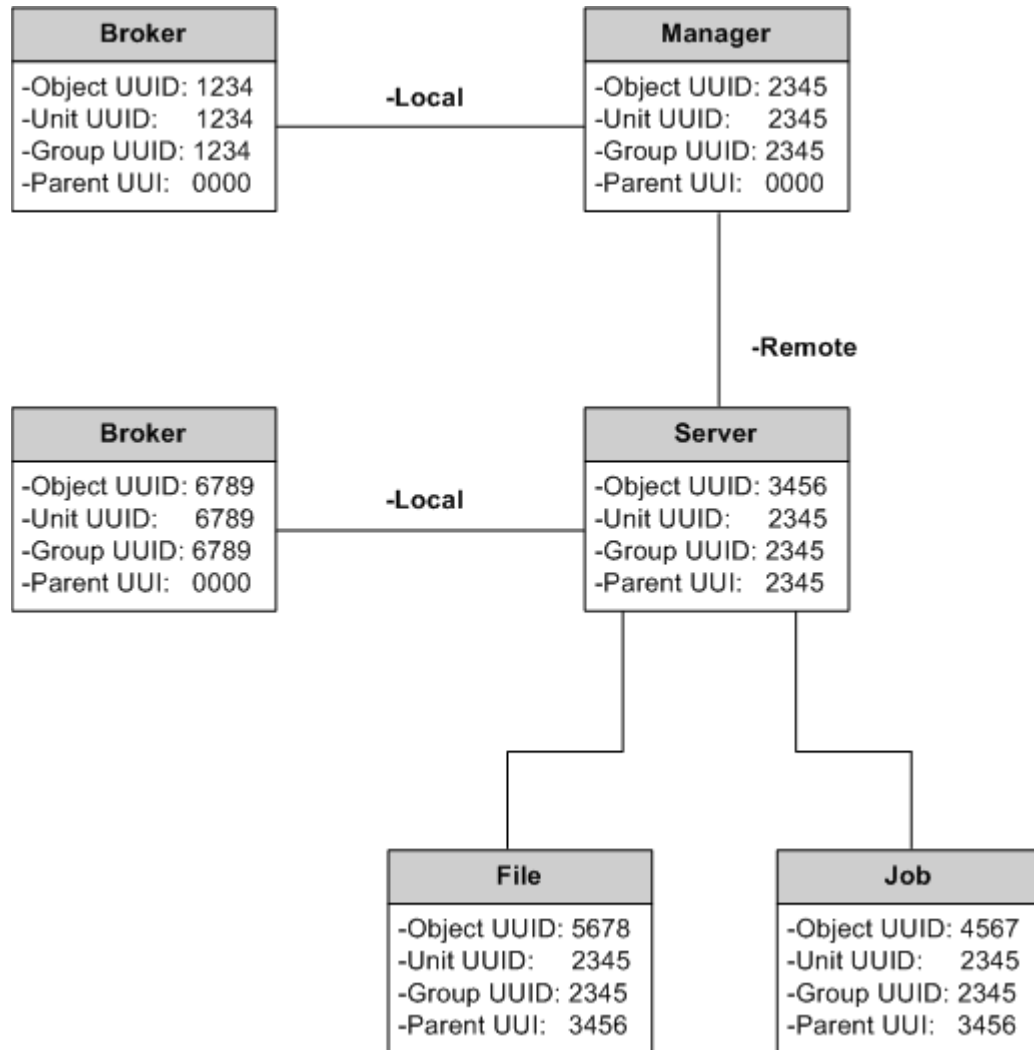 Broker
-Object UUID: 1234
-Unit UUID: 1234
-Group UUID: 1234
-Parent UUI: 0000
-Local
Manager
-Object UUID: 2345
-Unit UUID: 2345
-Group UUID: 2345
-Parent UUI: 0000
-Remote
Broker
-Object UUID: 6789
-Unit UUID: 6789
-Group UUID: 6789
-Parent UUI: 0000
-Local
Server
-Object UUID: 3456
-Unit UUID: 2345
-Group UUID: 2345
-Parent UUI: 2345
File
-Object UUID: 5678
-Unit UUID: 2345
-Group UUID: 2345
-Parent UUI: 3456
Job
-Object UUID: 4567
-Unit UUID: 2345
-Group UUID: 2345
-Parent UUI: 3456